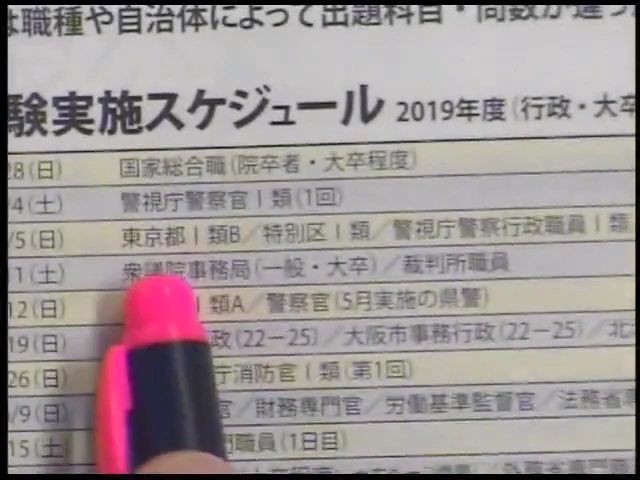 は職種や自治体によって出題科目・問数が違っ
験実施スケジュール 2019年度(行政・大卒
28(日) 国家総合職(院卒者・大卒程度)
4(土) 警視庁警察官Ⅰ類(1回)
/5(日) 東京都Ⅰ類B/特別区Ⅰ類/警視庁警察行政職員Ⅰ類
1(土) 衆議院事務局(一般・大卒)/裁判所職員
12(日) Ⅰ類A/警察官(5月実施の県警)
19(日) 政(22-25)/大阪市事務行政(22-25)/北
26(日) 庁消防官Ⅰ類(第1回)
/9(日) 官/財務専門官/労働基準監督官/法務省専
15(土) 職員(1日目)